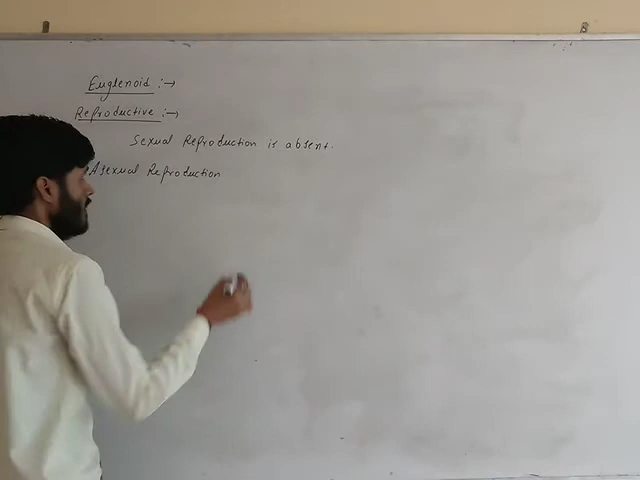 Euglenoid :→
Reproductive :→
Sexual Reproduction is absent.
Asexual Reproduction